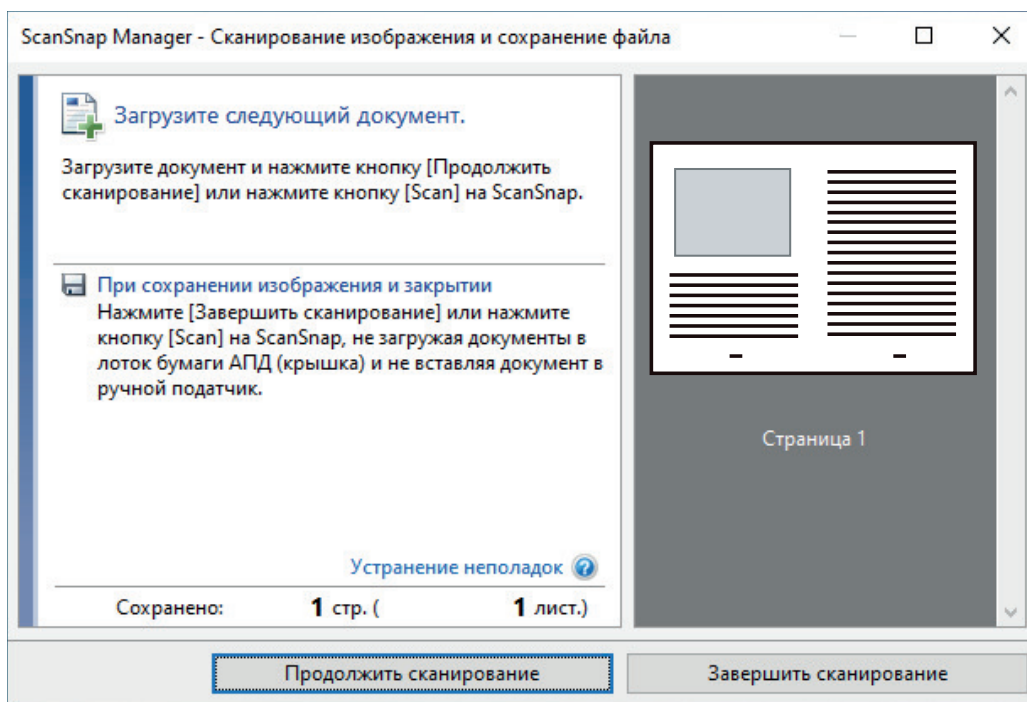 ScanSnap Manager - Сканирование изображения и сохранение файла
Загрузите следующий документ.
Загрузите документ и нажмите кнопку [Продолжить
сканирование] или нажмите кнопку [Scan] на ScanSnap.
При сохранении изображения и закрытии
Нажмите [Завершить сканирование] или нажмите
кнопку [Scan] на ScanSnap, не загружая документы в
лоток бумаги АПД (крышка) и не вставляя документ в
ручной податчик.
Устранение неполадок
Сохранено: 1 стр. ( 1 лист.)
Страница 1
Продолжить сканирование
Завершить сканирование